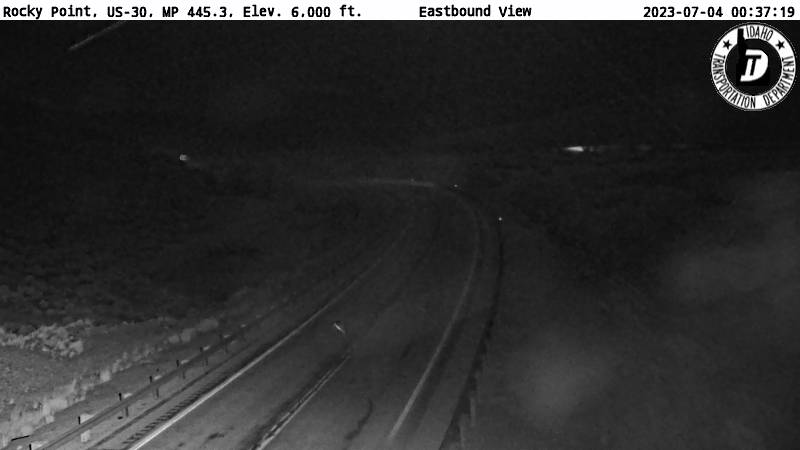 Rocky Point, US-30, MP 445.3, Elev. 6,000 ft. Eastbound View 2023-07-04 00:37:19
IDAHO
TRANSPORTATION DEPARTMENT